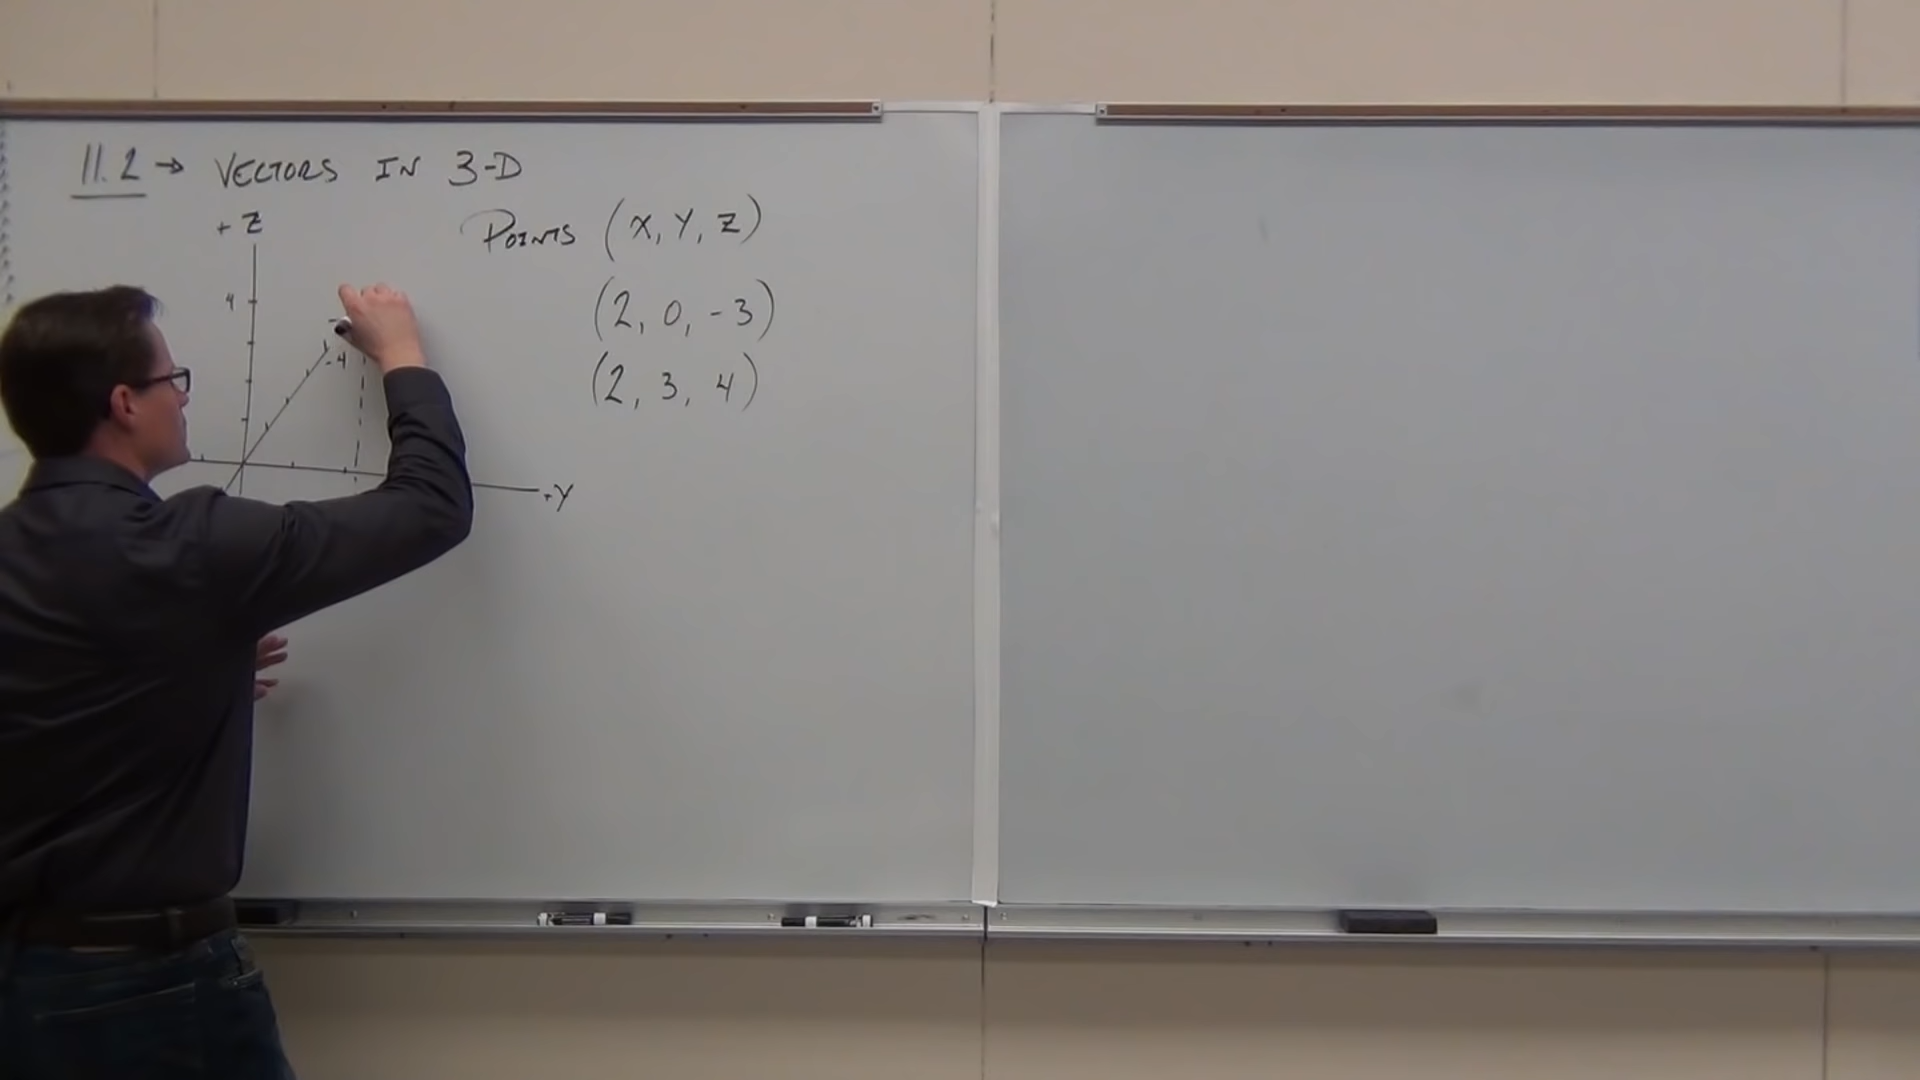 11.2 → VECTORS IN 3-D
+Z
POINTS (X, Y, Z)
4
(2, 0, -3)
-4
(2, 3, 4)
+Y